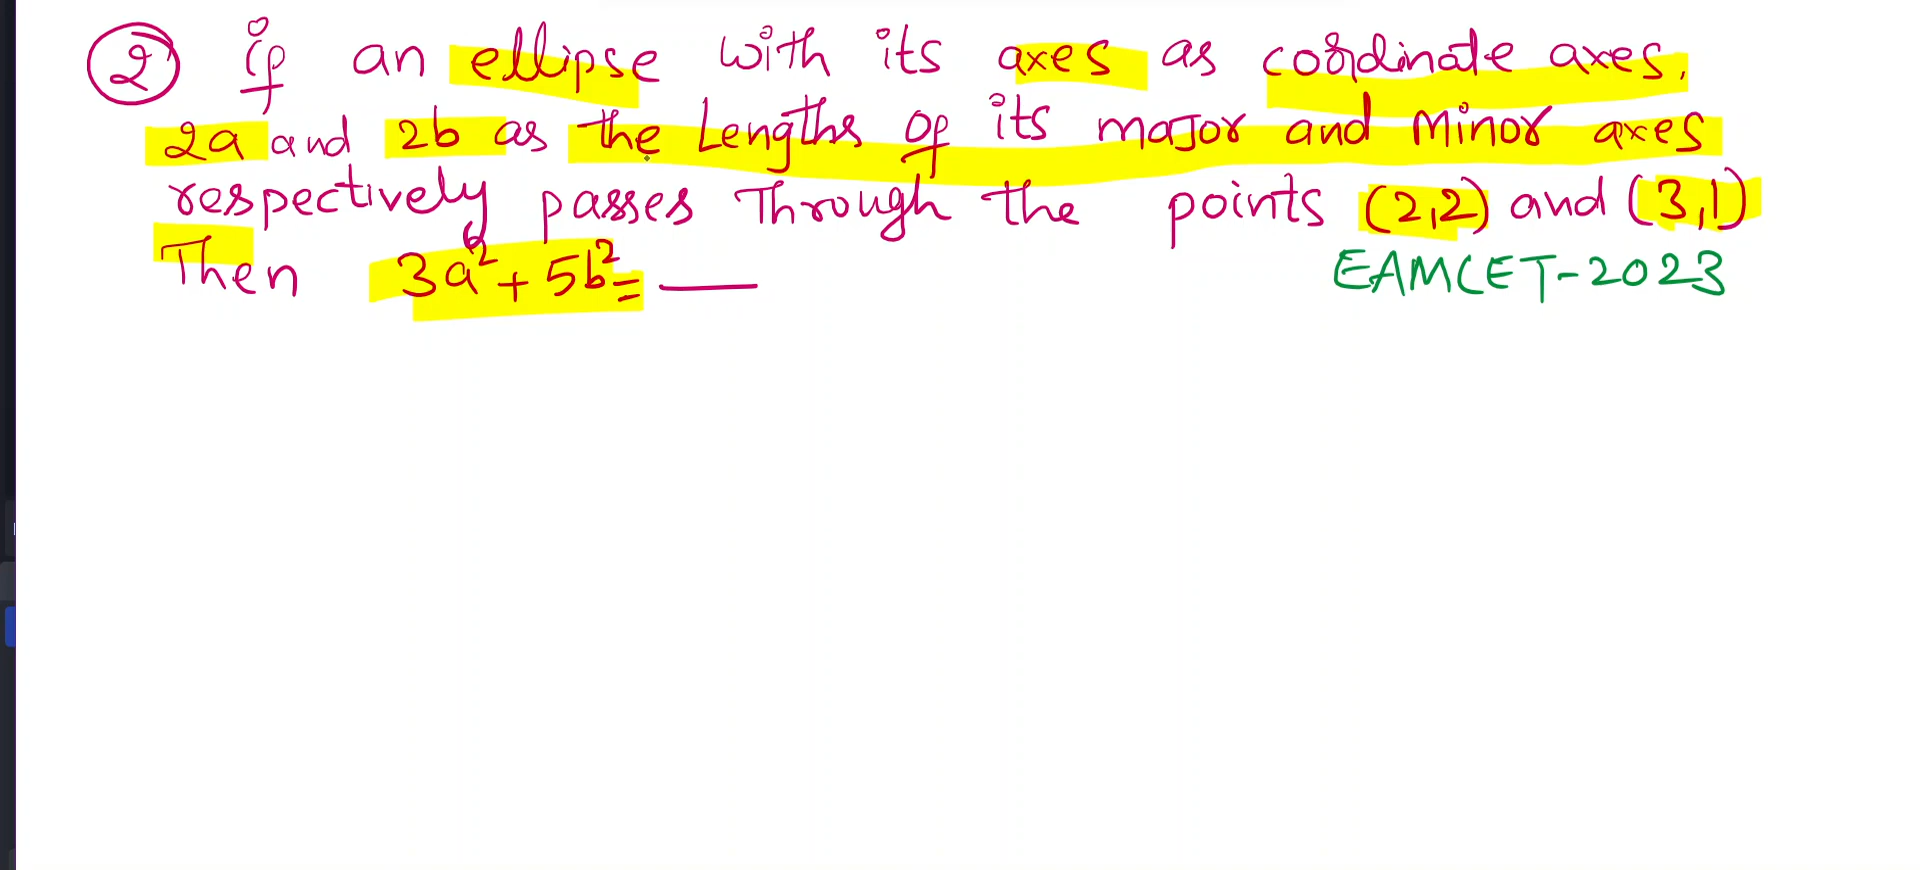 ② if an ellipse with its axes as coordinate axes,
2a and 2b as the Lengths of its major and Minor axes
respectively passes Through the points (2,2) and (3,1)
Then 3a²+5b²=___
EAMCET-2023